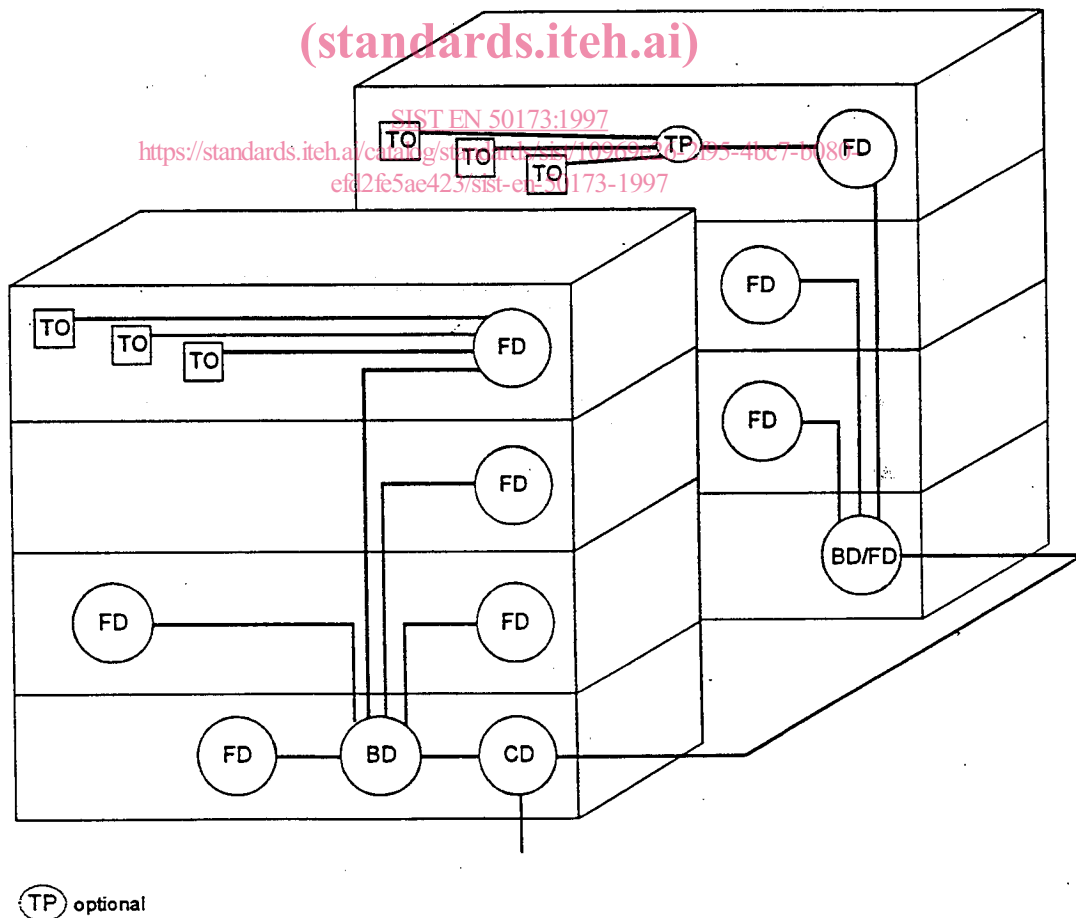 (standards.iteh.ai)
SIST EN 50173:1997
https://standards.iteh.ai/catalog/standards/sist/
efd2fe5ae423/sist-en-50173-1997
TO
TO
TO
TP
FD
FD
FD
BD/FD
TO
TO
TO
FD
FD
FD
FD
FD
BD
CD
TP optional